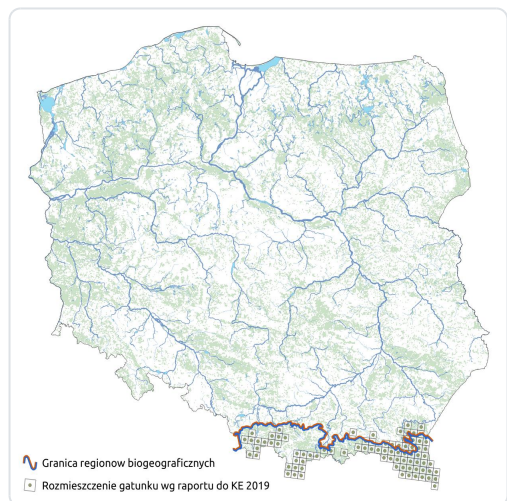 Granica regionow biogeograficznych
Rozmieszczenie gatunku wg raportu do KE 2019